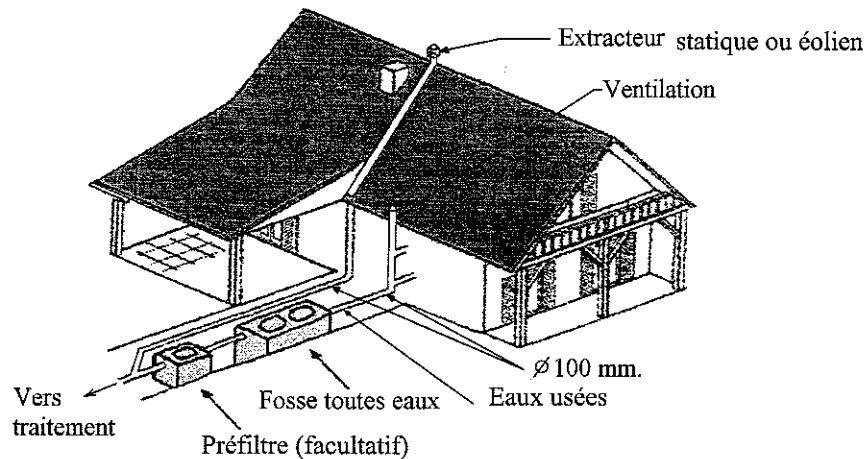 Extracteur statique ou éolien
Ventilation
Ø 100 mm.
Eaux usées
Fosse toutes eaux
Préfiltre (facultatif)
Vers
traitement